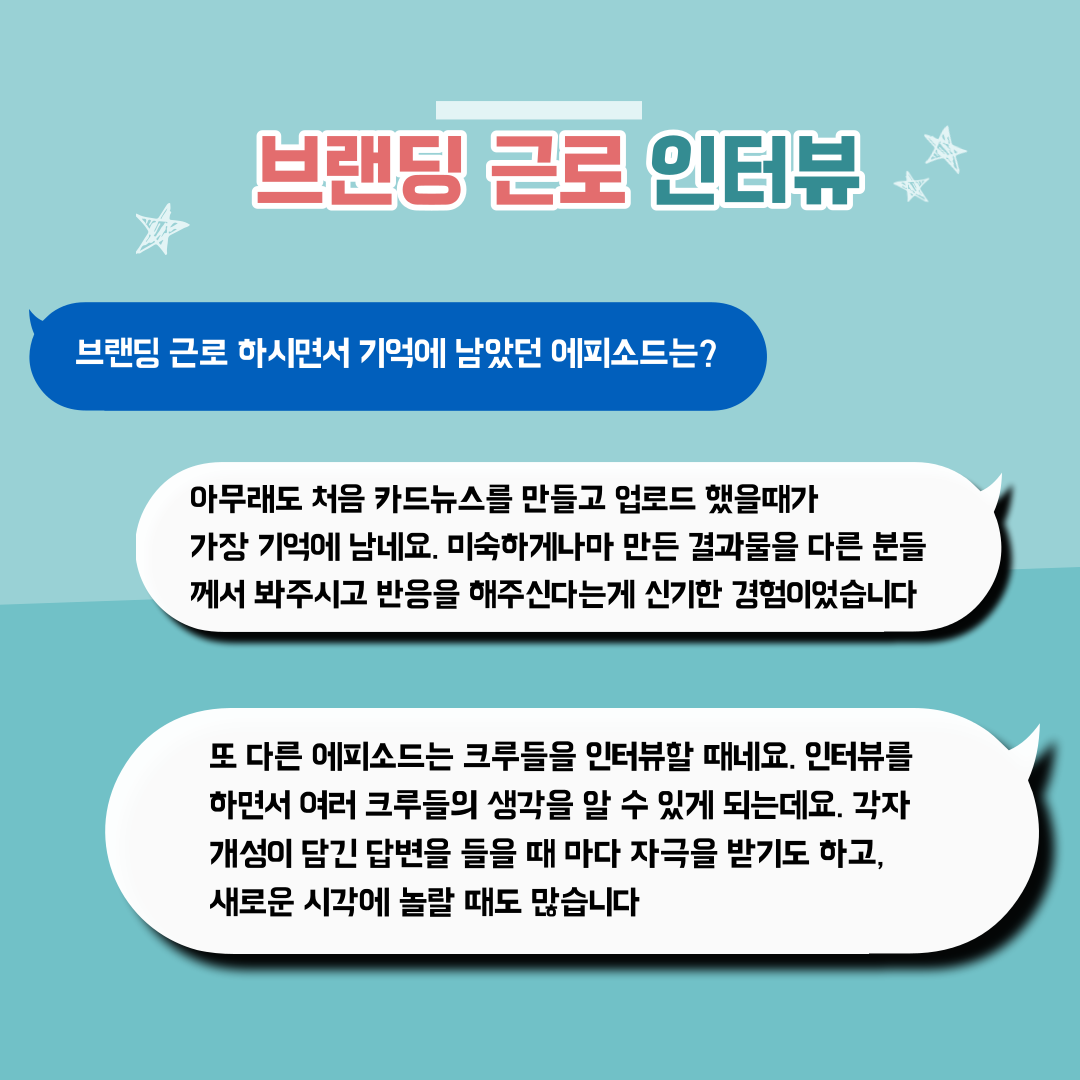 브랜딩 근로 인터뷰
브랜딩 근로 하시면서 기억에 남았던 에피소드는?
아무래도 처음 카드뉴스를 만들고 업로드 했을때가
가장 기억에 남네요. 미숙하게나마 만든 결과물을 다른 분들
께서 봐주시고 반응을 해주신다는게 신기한 경험이었습니다
또 다른 에피소드는 크루들을 인터뷰할 때네요. 인터뷰를
하면서 여러 크루들의 생각을 알 수 있게 되는데요. 각자
개성이 담긴 답변을 들을 때 마다 자극을 받기도 하고,
새로운 시각에 놀랄 때도 많습니다